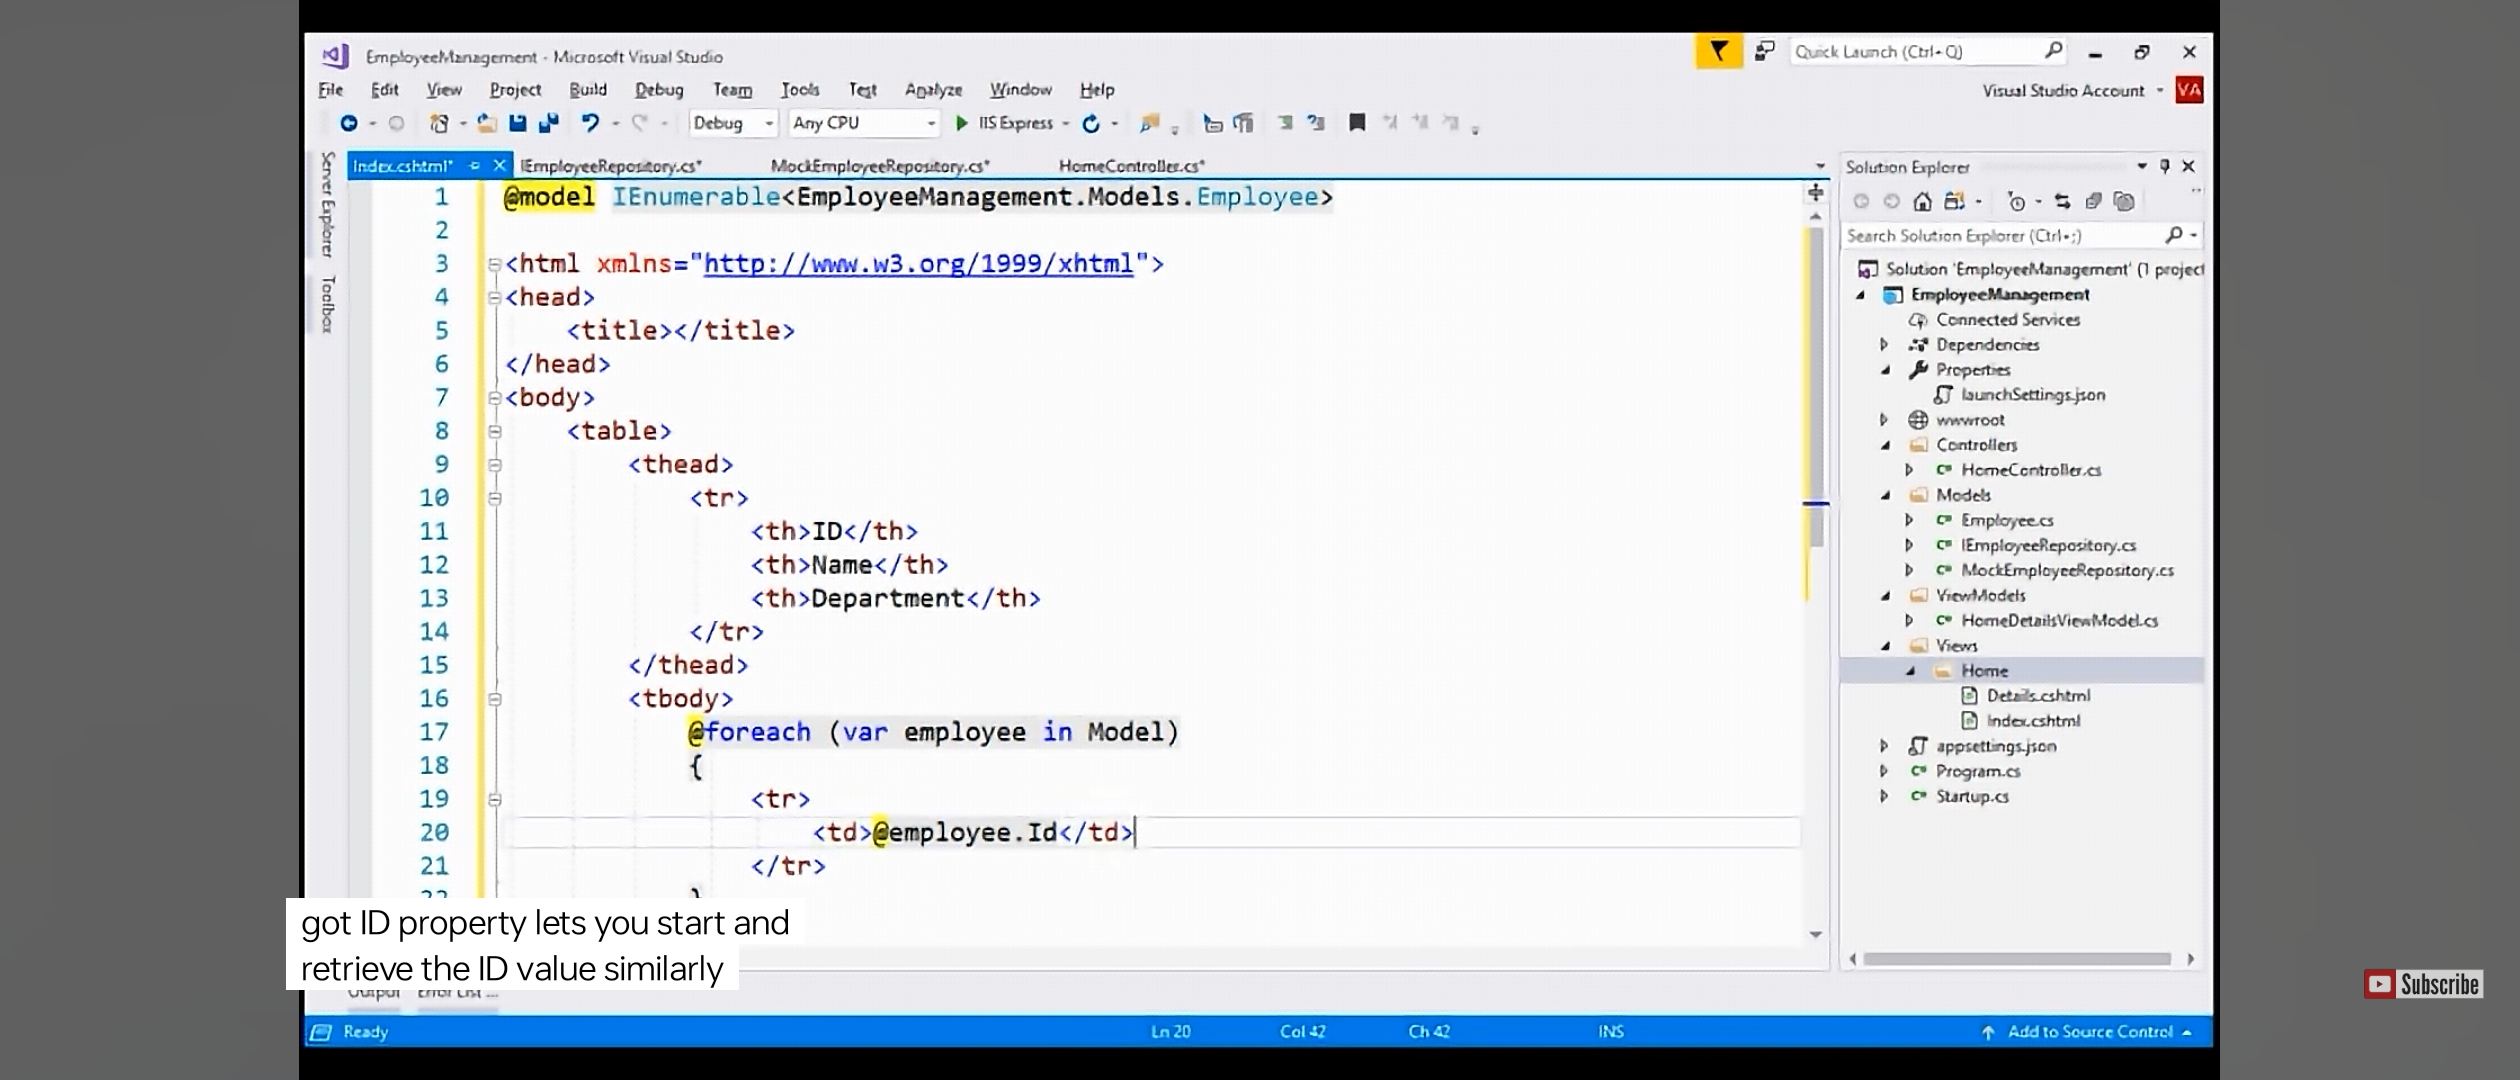 EmployeeManagement - Microsoft Visual Studio
Quick Launch (Ctrl+Q)
File Edit View Project Build Debug Team Tools Test Analyze Window Help
Visual Studio Account
VA
Debug Any CPU IIS Express
Server Explorer
Toolbox
Index.cshtml* IEmployeeRepository.cs* MockEmployeeRepository.cs* HomeController.cs*
1 @model IEnumerable<EmployeeManagement.Models.Employee>
2
3 <html xmlns="http://www.w3.org/1999/xhtml">
4 <head>
5 <title></title>
6 </head>
7 <body>
8 <table>
9 <thead>
10 <tr>
11 <th>ID</th>
12 <th>Name</th>
13 <th>Department</th>
14 </tr>
15 </thead>
16 <tbody>
17 @foreach (var employee in Model)
18 {
19 <tr>
20 <td>@employee.Id</td>
21 </tr>
Solution Explorer
Search Solution Explorer (Ctrl+;)
Solution 'EmployeeManagement' (1 project
EmployeeManagement
Connected Services
Dependencies
Properties
launchSettings.json
wwwroot
Controllers
HomeController.cs
Models
Employee.cs
IEmployeeRepository.cs
MockEmployeeRepository.cs
ViewModels
HomeDetailsViewModel.cs
Views
Home
Details.cshtml
Index.cshtml
appsettings.json
Program.cs
Startup.cs
got ID property lets you start and
retrieve the ID value similarly
Output Error List ...
Subscribe
Ready Ln 20 Col 42 Ch 42 INS Add to Source Control